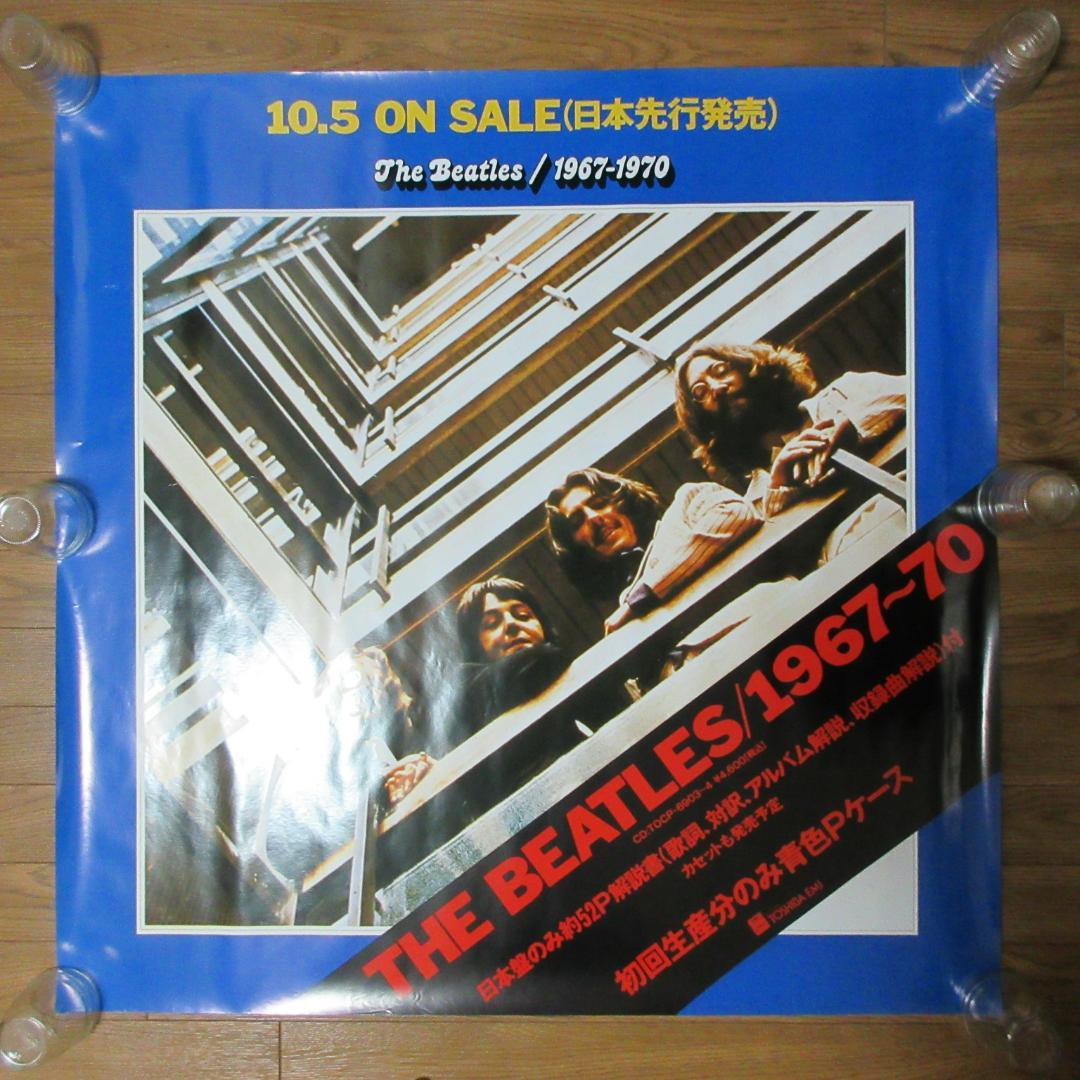 10.5 ON SALE(日本先行発売)
The Beatles / 1967-1970
THE BEATLES/1967~70
CD:TOCP-8903~4 ¥4,600(税込)
日本盤のみ約52P解説書(歌詞、対訳、アルバム解説、収録曲解説)付
カセットも発売予定
初回生産分のみ青色Pケース
TOSHIBA EMI